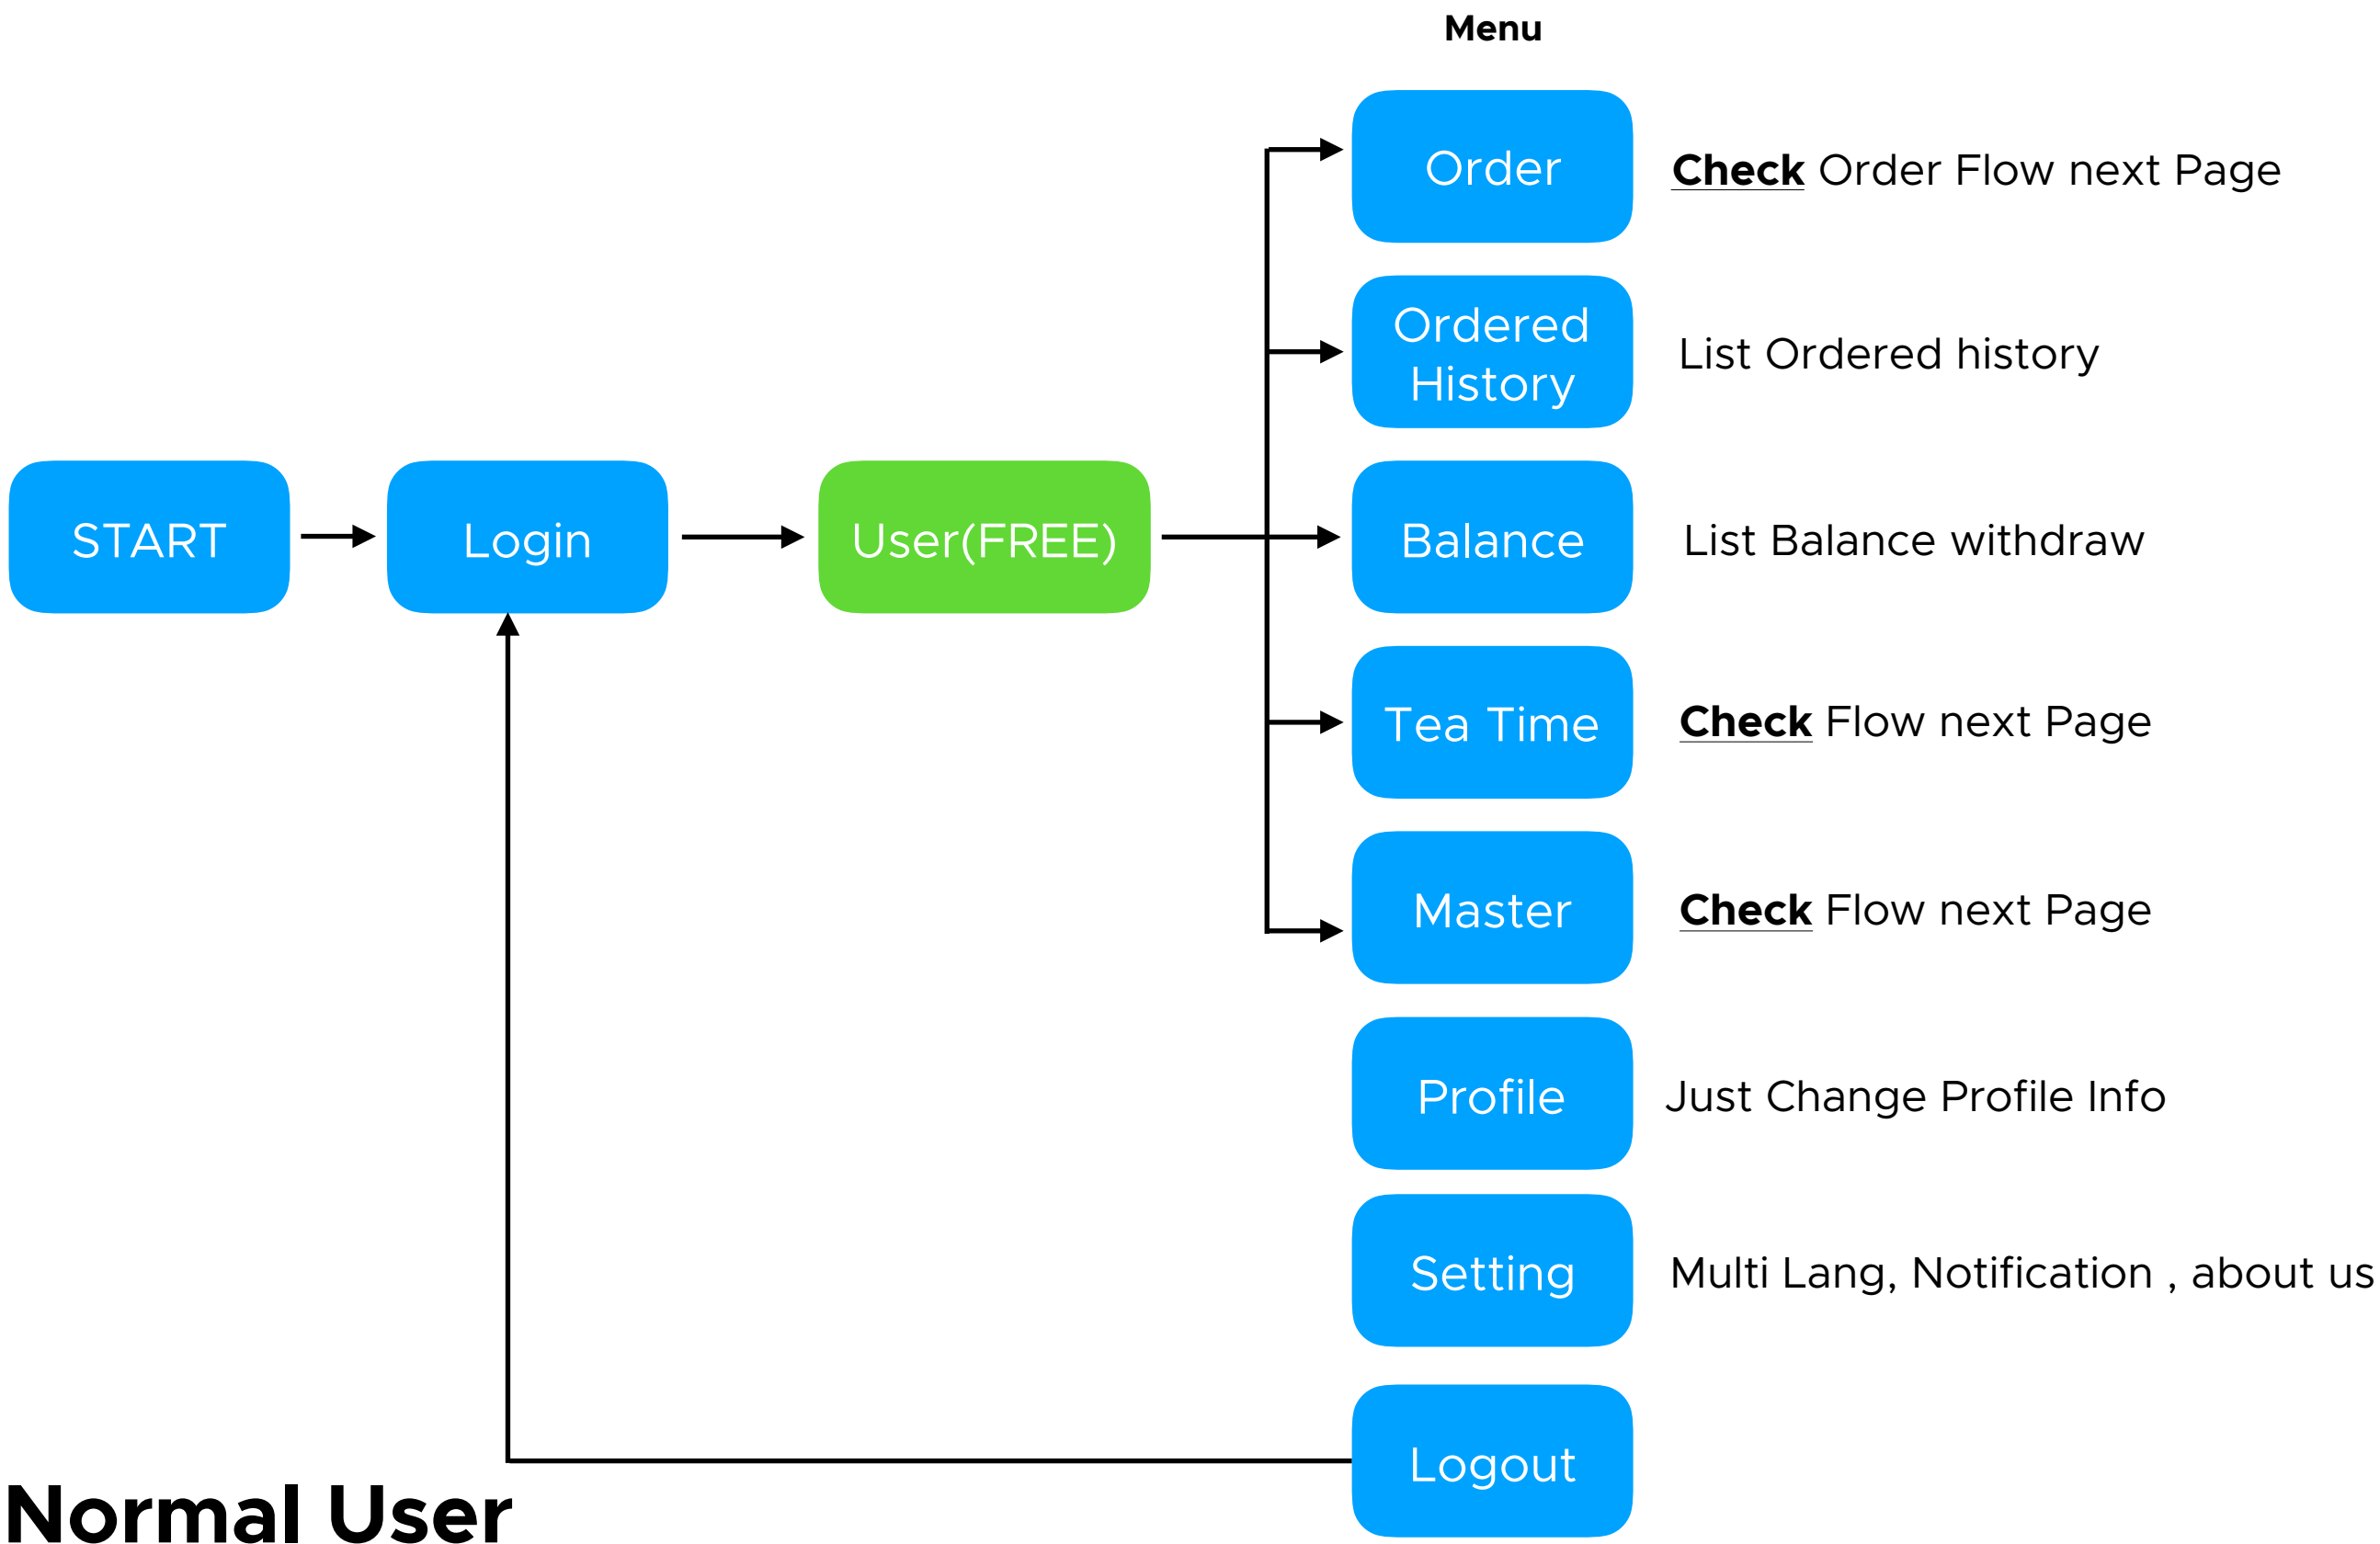 Menu
Order
Check Order Flow next Page
Ordered
History
List Ordered history
START
Login
User(FREE)
Balance
List Balance withdraw
Tea Time
Check Flow next Page
Master
Check Flow next Page
Profile
Just Change Profile Info
Setting
Multi Lang, Notification , about us
Logout
Normal User